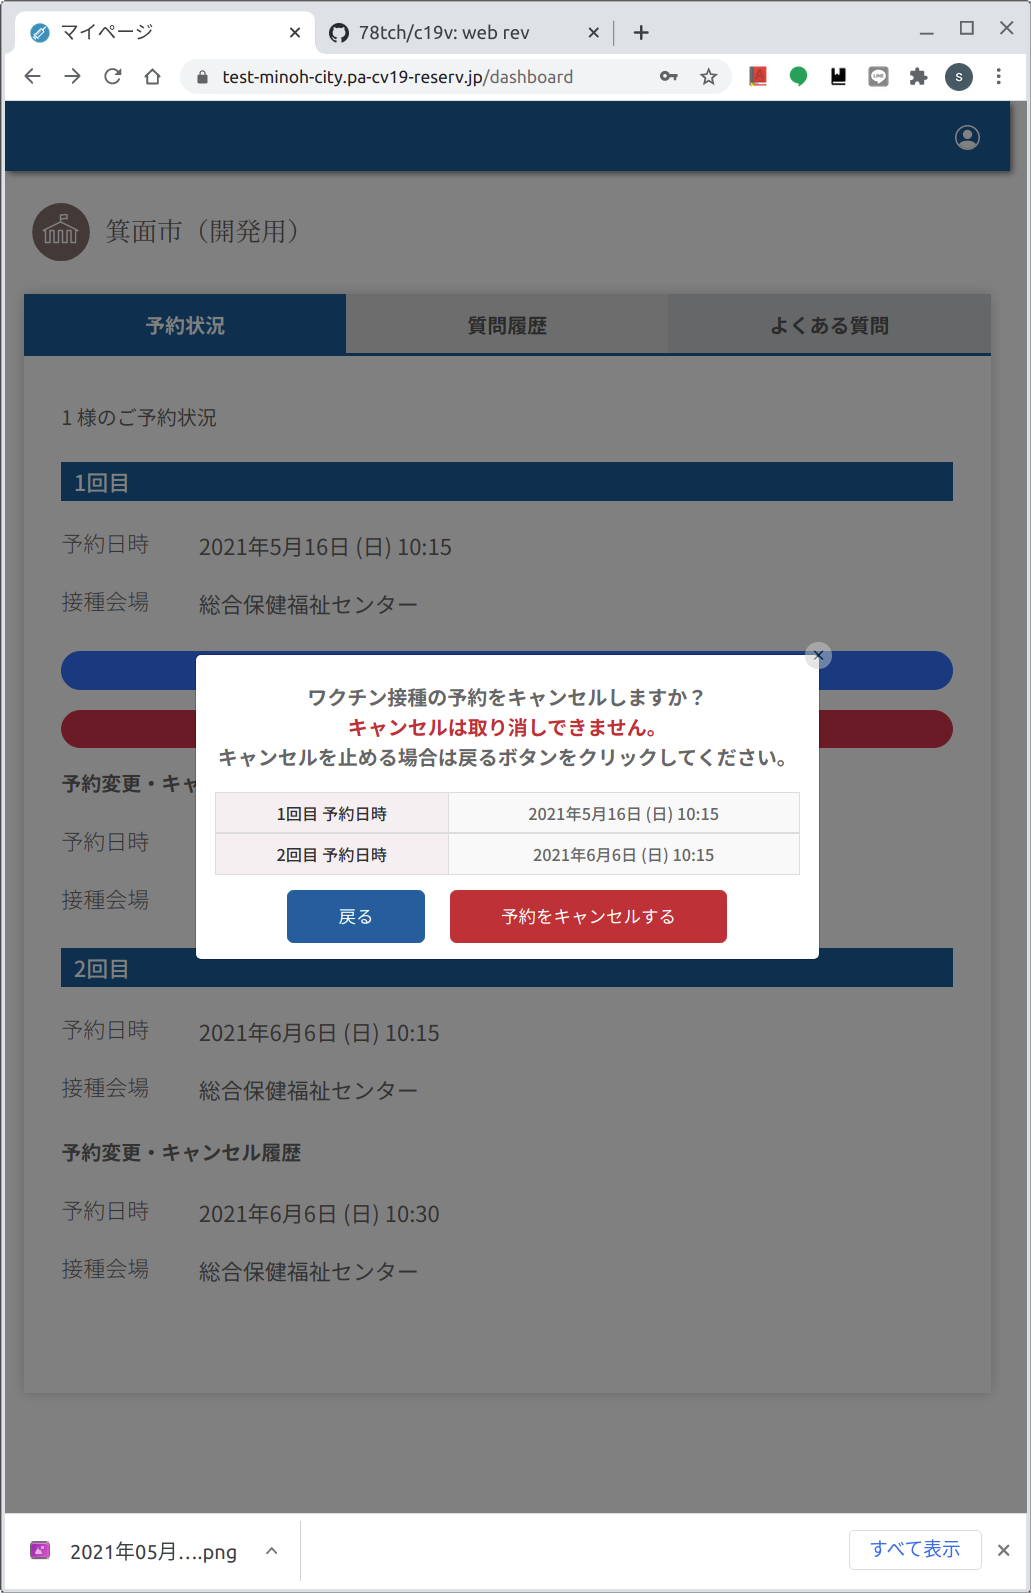 マイページ
78tch/c19v: web rev
test-minoh-city.pa-cv19-reserv.jp/dashboard
s
箕面市（開発用）
予約状況 質問履歴 よくある質問
1 様のご予約状況
1回目
予約日時 2021年5月16日 (日) 10:15
接種会場 総合保健福祉センター
ワクチン接種の予約をキャンセルしますか？
キャンセルは取り消しできません。
キャンセルを止める場合は戻るボタンをクリックしてください。
1回目 予約日時 2021年5月16日 (日) 10:15
2回目 予約日時 2021年6月6日 (日) 10:15
戻る 予約をキャンセルする
予約変更・キャ
予約日時
接種会場
2回目
予約日時 2021年6月6日 (日) 10:15
接種会場 総合保健福祉センター
予約変更・キャンセル履歴
予約日時 2021年6月6日 (日) 10:30
接種会場 総合保健福祉センター
2021年05月....png
すべて表示